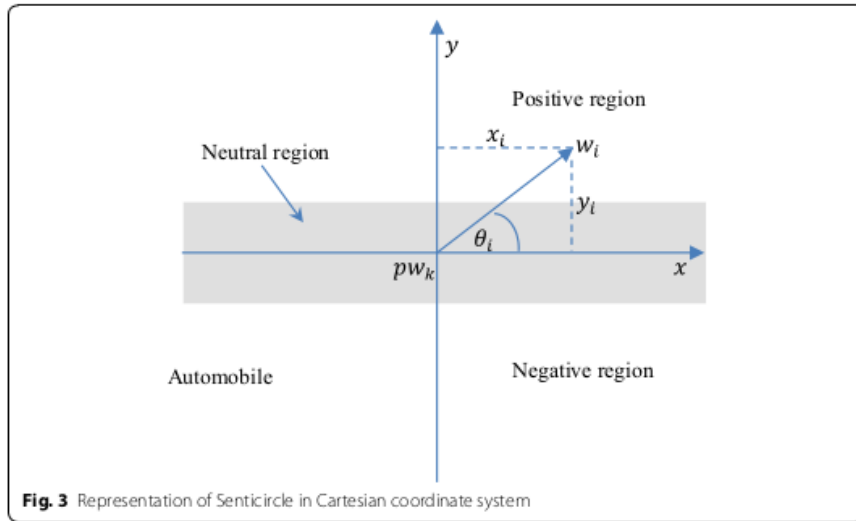 y
Positive region
x_i
w_i
Neutral region
y_i
θ_i
pw_k
x
Automobile
Negative region
Fig. 3 Representation of Senticircle in Cartesian coordinate system